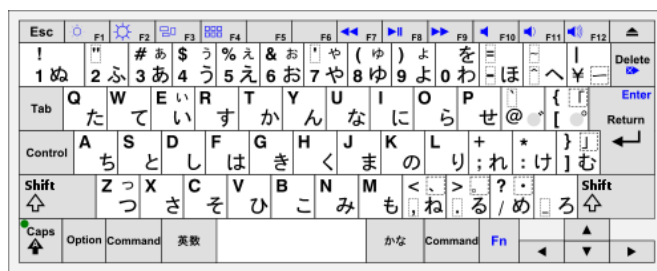 Esc F1 F2 F3 F4 F5 F6 F7 F8 F9 F10 F11 F12
! " # ぁ $ ぅ % ぇ & ぉ ' ゃ ( ゅ ) ょ を = ~ | Delete
1 ぬ 2 ふ 3 あ 4 う 5 え 6 お 7 や 8 ゆ 9 よ 0 わ - ほ ^ へ ¥ ー
Tab Q た W て E ぃ い R す T か Y ん U な I に O ら P せ ` @ ゛ { 「 [ ゜ Enter Return
Control A ち S と D し F は G き H く J ま K の L り + ; れ * : け } 」 ] む
Shift Z っ つ X さ C そ V ひ B こ N み M も < 、 , ね > 。 . る ? ・ / め _ ろ Shift
Caps A Option Command 英数 かな Command Fn ◀ ▲ ▼ ▶